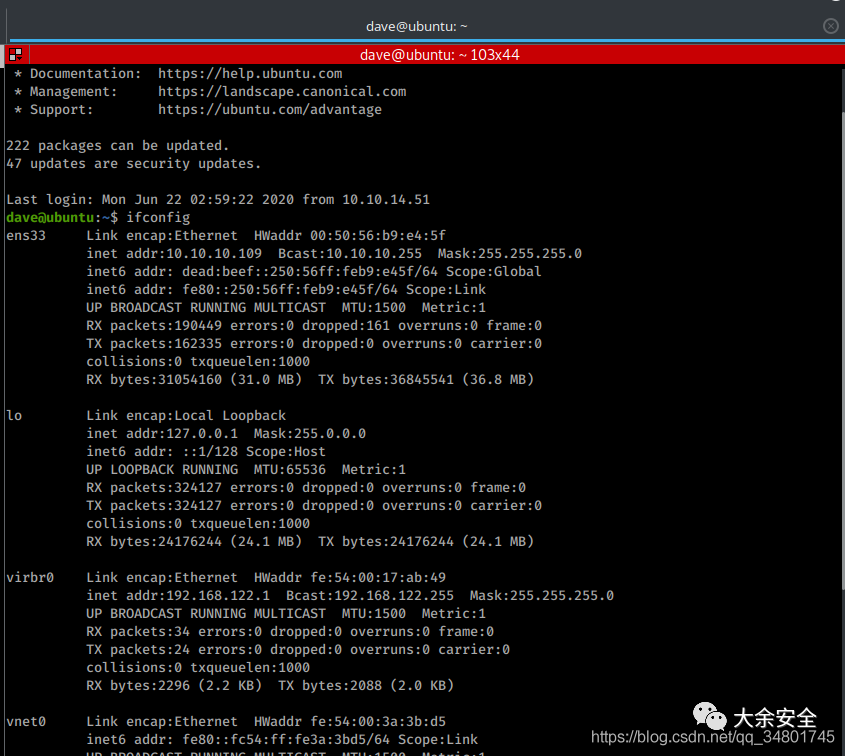 dave@ubuntu: ~
dave@ubuntu: ~ 103x44
* Documentation:  https://help.ubuntu.com
* Management:     https://landscape.canonical.com
* Support:        https://ubuntu.com/advantage
222 packages can be updated.
47 updates are security updates.
Last login: Mon Jun 22 02:59:22 2020 from 10.10.14.51
dave@ubuntu:~$ ifconfig
ens33     Link encap:Ethernet  HWaddr 00:50:56:b9:e4:5f
inet addr:10.10.10.109  Bcast:10.10.10.255  Mask:255.255.255.0
inet6 addr: dead:beef::250:56ff:feb9:e45f/64 Scope:Global
inet6 addr: fe80::250:56ff:feb9:e45f/64 Scope:Link
UP BROADCAST RUNNING MULTICAST  MTU:1500  Metric:1
RX packets:190449 errors:0 dropped:161 overruns:0 frame:0
TX packets:162335 errors:0 dropped:0 overruns:0 carrier:0
collisions:0 txqueuelen:1000
RX bytes:31054160 (31.0 MB)  TX bytes:36845541 (36.8 MB)
lo        Link encap:Local Loopback
inet addr:127.0.0.1  Mask:255.0.0.0
inet6 addr: ::1/128 Scope:Host
UP LOOPBACK RUNNING  MTU:65536  Metric:1
RX packets:324127 errors:0 dropped:0 overruns:0 frame:0
TX packets:324127 errors:0 dropped:0 overruns:0 carrier:0
collisions:0 txqueuelen:1000
RX bytes:24176244 (24.1 MB)  TX bytes:24176244 (24.1 MB)
virbr0    Link encap:Ethernet  HWaddr fe:54:00:17:ab:49
inet addr:192.168.122.1  Bcast:192.168.122.255  Mask:255.255.255.0
UP BROADCAST RUNNING MULTICAST  MTU:1500  Metric:1
RX packets:34 errors:0 dropped:0 overruns:0 frame:0
TX packets:24 errors:0 dropped:0 overruns:0 carrier:0
collisions:0 txqueuelen:1000
RX bytes:2296 (2.2 KB)  TX bytes:2088 (2.0 KB)
vnet0     Link encap:Ethernet  HWaddr fe:54:00:3a:3b:d5
inet6 addr: fe80::fc54:ff:fe3a:3bd5/64 Scope:Link
UP BROADCAST RUNNING MULTICAST  MTU:1500  Metric:1
大余安全
https://blog.csdn.net/qq_34801745